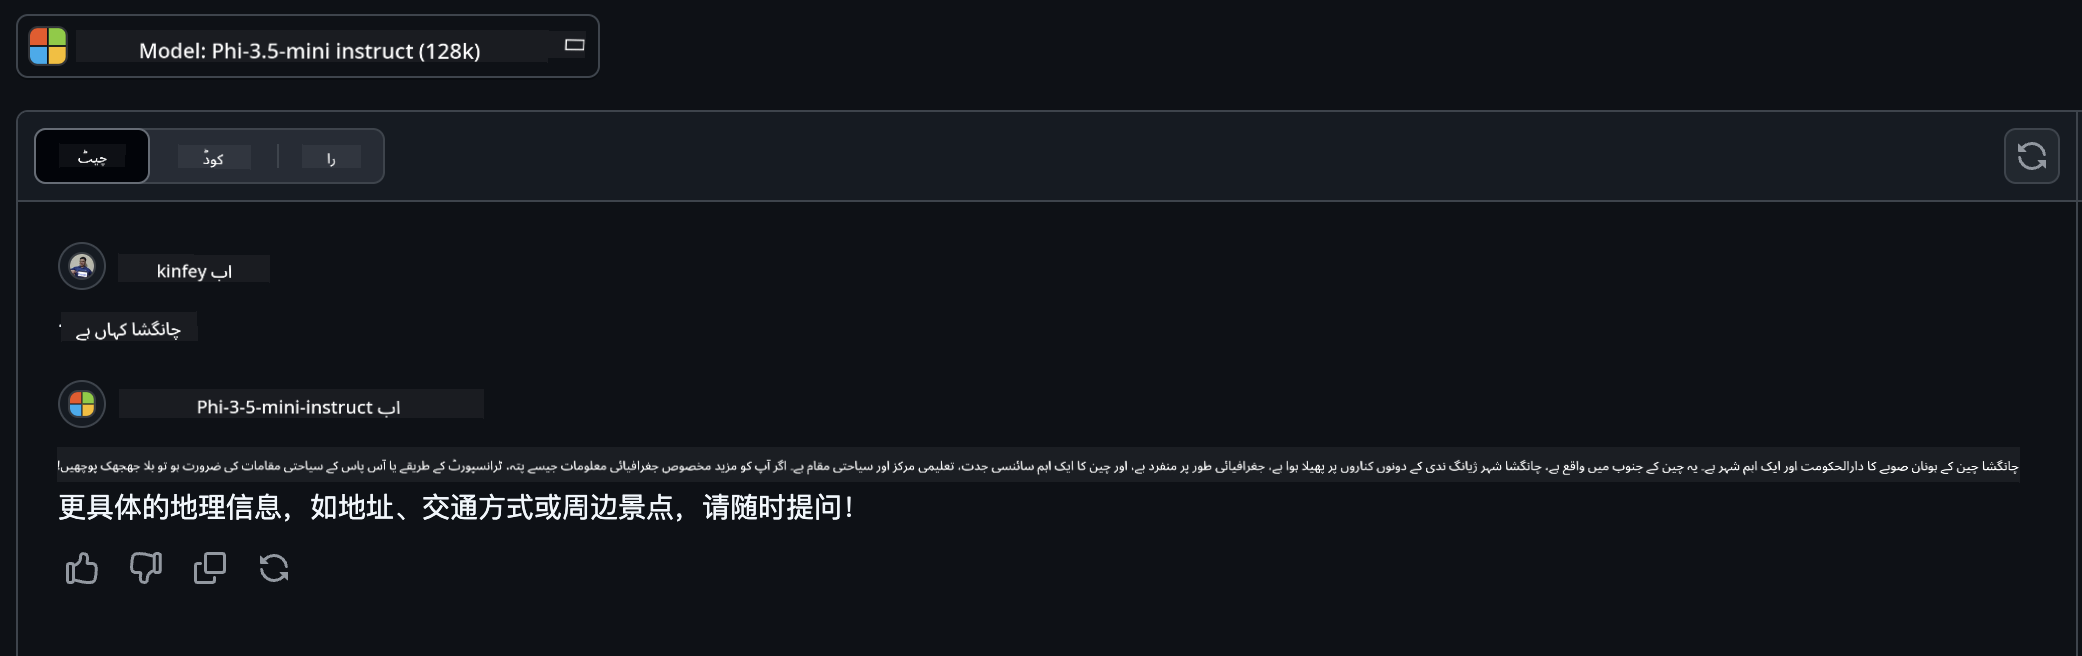 Model: Phi-3.5-mini instruct (128k)
چیٹ
کوڈ
را
kinfey اب
چانگشا کہاں ہے
Phi-3-5-mini-instruct اب
چانگشا چین کے ہونان صوبے کا دارالحکومت اور ایک اہم شہر ہے۔ یہ چین کے جنوب میں واقع ہے، چانگشا شہر ژیانگ ندی کے دونوں کناروں پر پھیلا ہوا ہے، جغرافیائی طور پر منفرد ہے، اور چین کا ایک اہم سائنسی جدت، تعلیمی مرکز اور سیاحتی مقام ہے۔ اگر آپ کو مزید مخصوص جغرافیائی معلومات جیسے پتہ، ٹرانسپورٹ کے طریقے یا آس پاس کے سیاحتی مقامات کی ضرورت ہو تو بلا جھجھک پوچھیں!
更具体的地理信息，如地址、交通方式或周边景点，请随时提问！